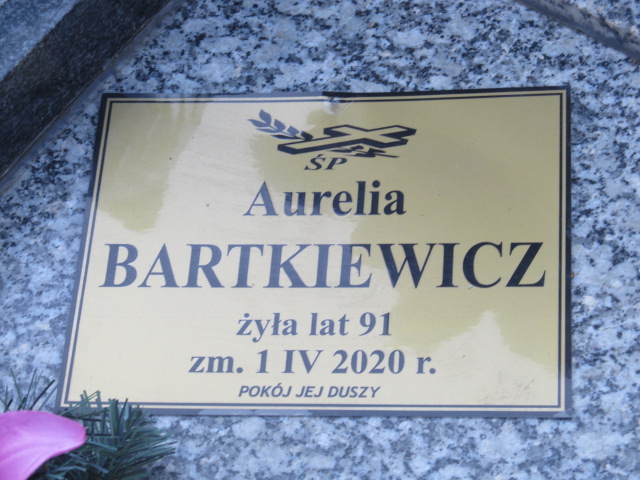 ŚP
Aurelia
BARTKIEWICZ
żyła lat 91
zm. 1 IV 2020 r.
POKÓJ JEJ DUSZY